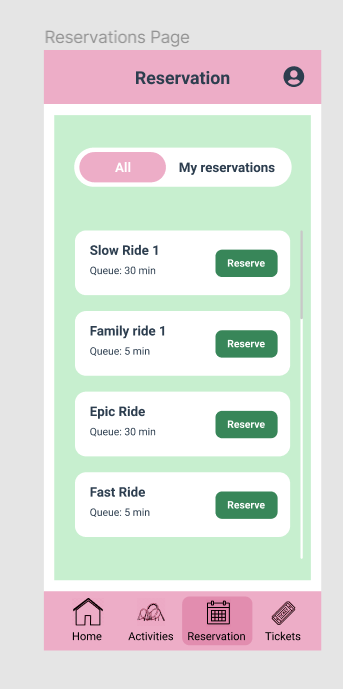 Reservations Page
Reservation
All
My reservations
Slow Ride 1
Queue: 30 min
Reserve
Family ride 1
Queue: 5 min
Reserve
Epic Ride
Queue: 30 min
Reserve
Fast Ride
Queue: 5 min
Reserve
Home
Activities
Reservation
Tickets